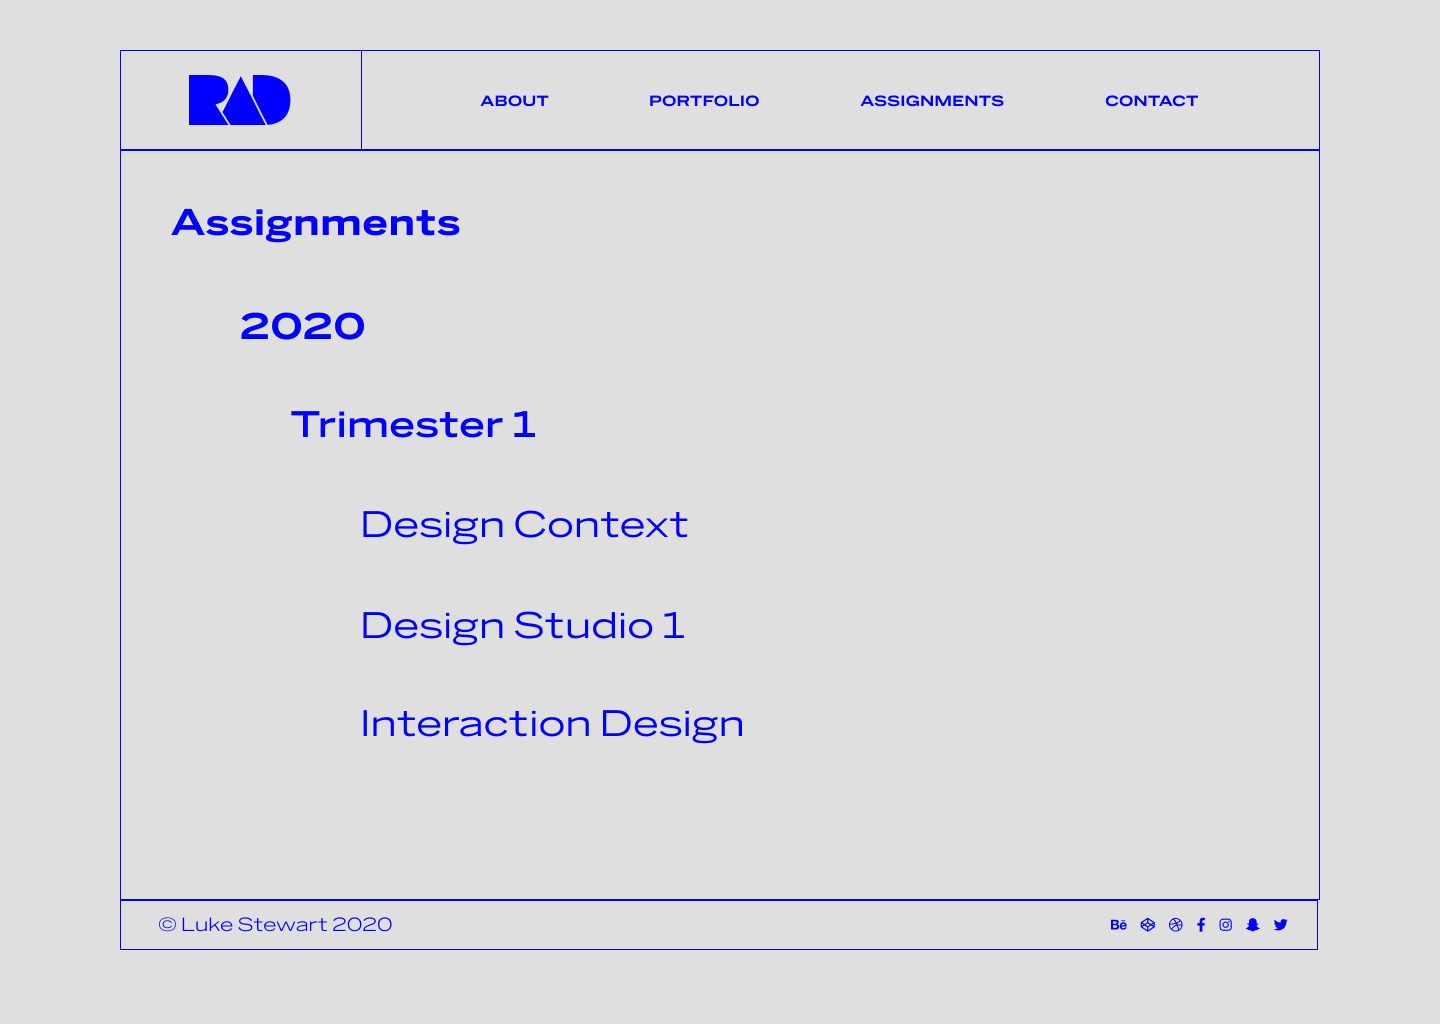 RAD
ABOUT PORTFOLIO ASSIGNMENTS CONTACT
Assignments
2020
Trimester 1
Design Context
Design Studio 1
Interaction Design
© Luke Stewart 2020
Bē